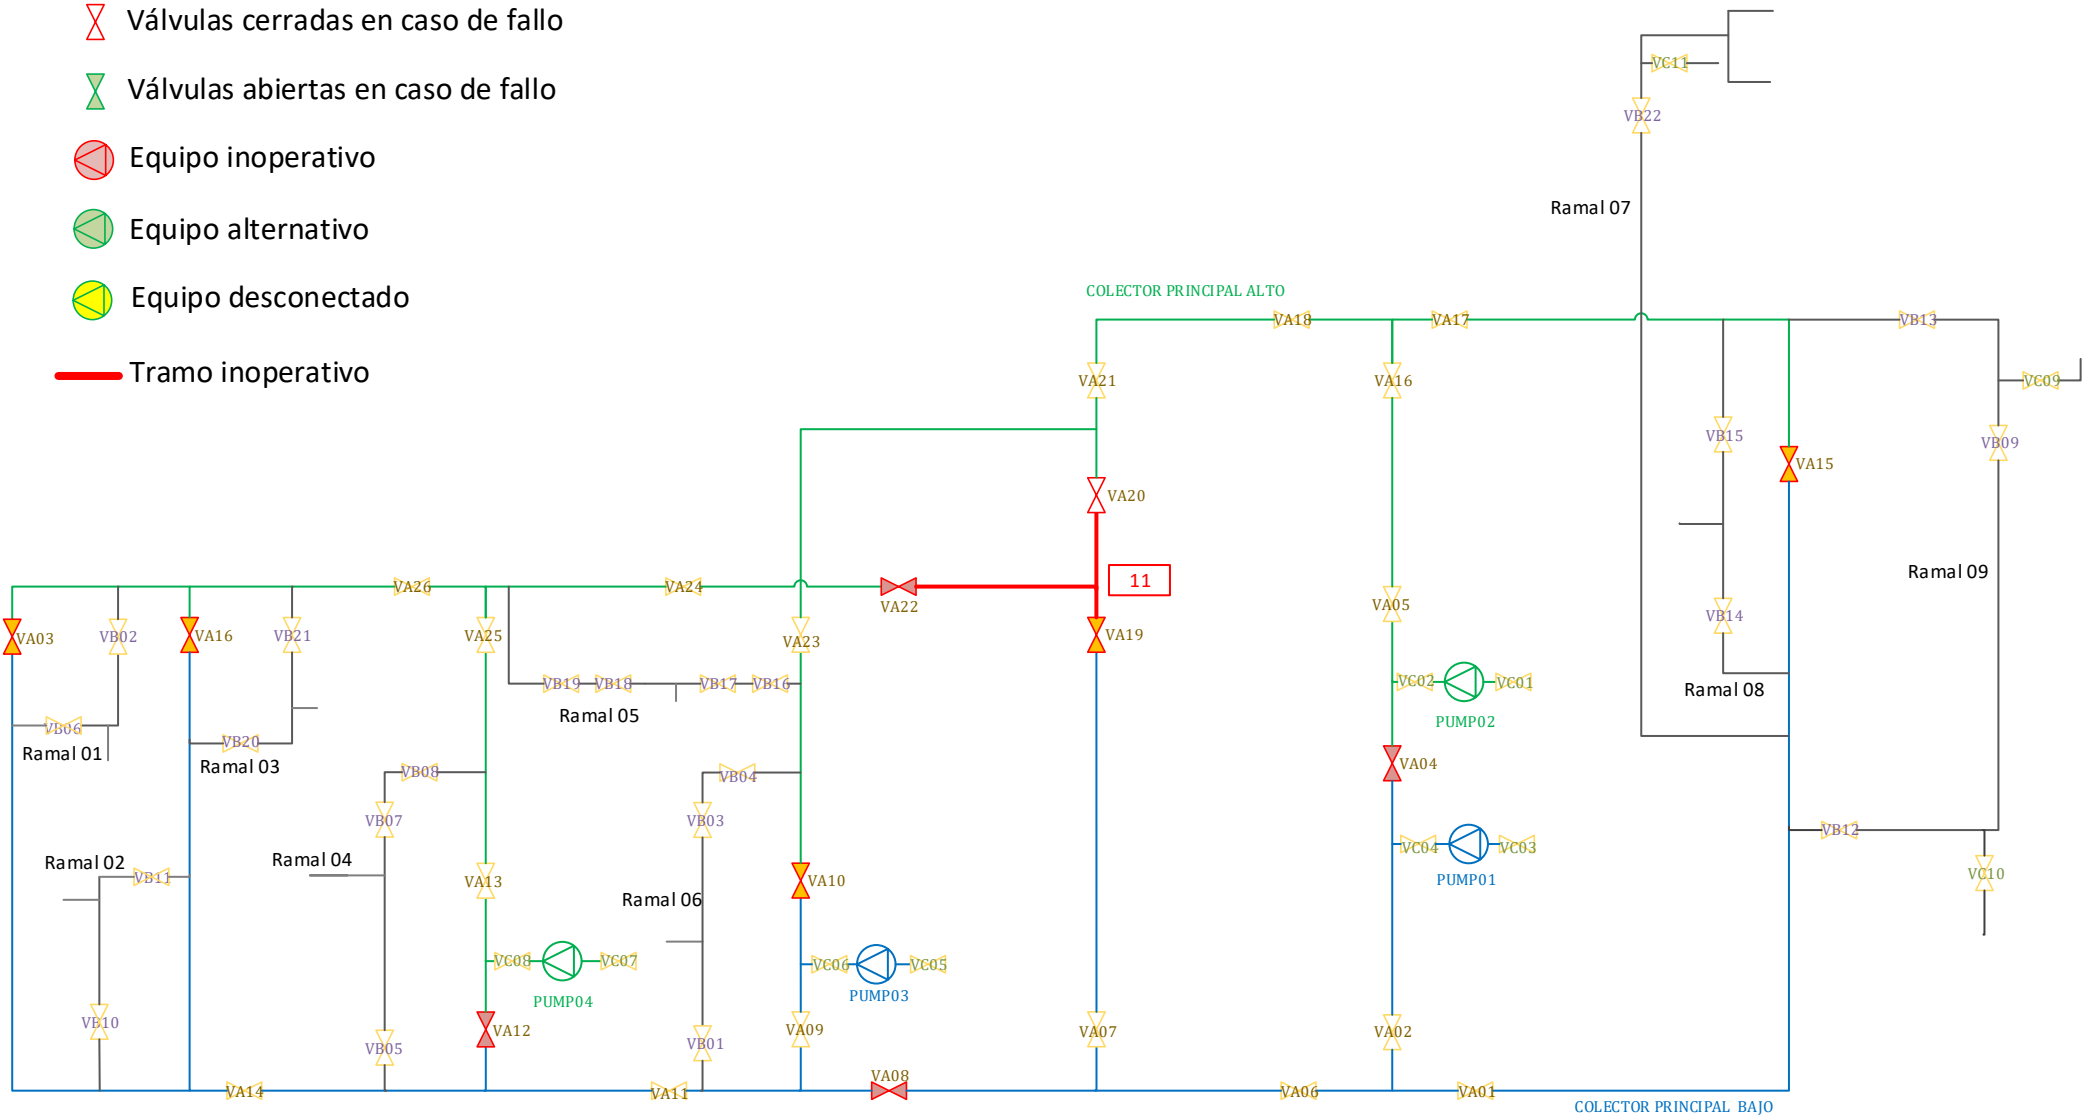 Válvulas cerradas en caso de fallo
Válvulas abiertas en caso de fallo
Equipo inoperativo
Equipo alternativo
Equipo desconectado
Tramo inoperativo
VC11
VB22
Ramal 07
COLECTOR PRINCIPAL ALTO
VA18
VA17
VB13
VA21
VA16
VC09
VB15
VB09
VA15
VA20
11
Ramal 09
VA26
VA24
VA22
VA05
VB14
VA03
VB02
VA16
VB21
VA25
VA23
VA19
VB19
VB18
VB17
VB16
VC02
VC01
Ramal 08
Ramal 05
PUMP02
VB06
Ramal 01
VB20
Ramal 03
VB08
VB04
VA04
VB07
VB03
VB12
VC04
VC03
Ramal 02
Ramal 04
VB11
VA13
VA10
PUMP01
VC10
Ramal 06
VC08
VC07
VC06
VC05
PUMP04
PUMP03
VB10
VA12
VA09
VA07
VA02
VB05
VB01
VA08
VA14
VA11
VA06
VA01
COLECTOR PRINCIPAL BAJO